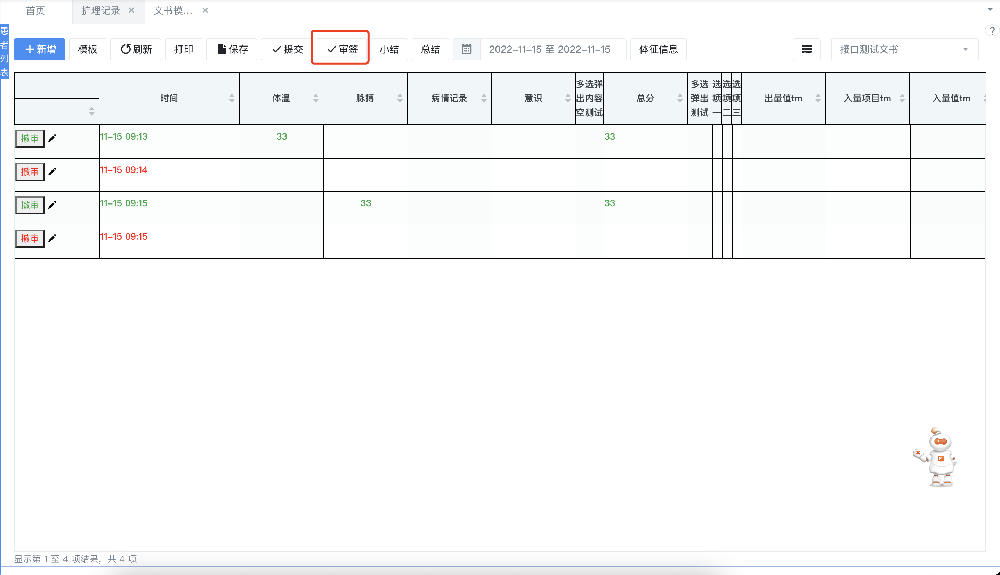 首页
护理记录 ×
文书模... ×
患者列表
?
新增
模板
刷新
打印
保存
提交
审签
小结
总结
2022-11-15 至 2022-11-15
体征信息
接口测试文书
时间
体温
脉搏
病情记录
意识
多选弹出内容空测试
总分
多选弹出测试
选项一
选项二
选项三
出量值tm
入量项目tm
入量值tm
撤审 11-15 09:13 33 33
撤审 11-15 09:14
撤审 11-15 09:15 33 33
撤审 11-15 09:15
F
显示第 1 至 4 项结果，共 4 项